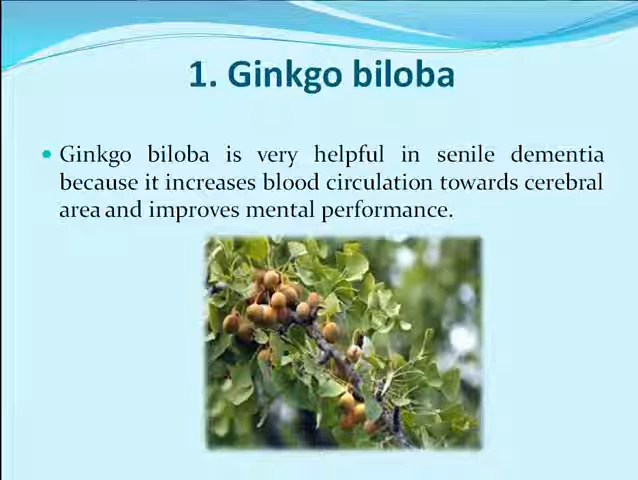 1. Ginkgo biloba
• Ginkgo biloba is very helpful in senile dementia
because it increases blood circulation towards cerebral
area and improves mental performance.